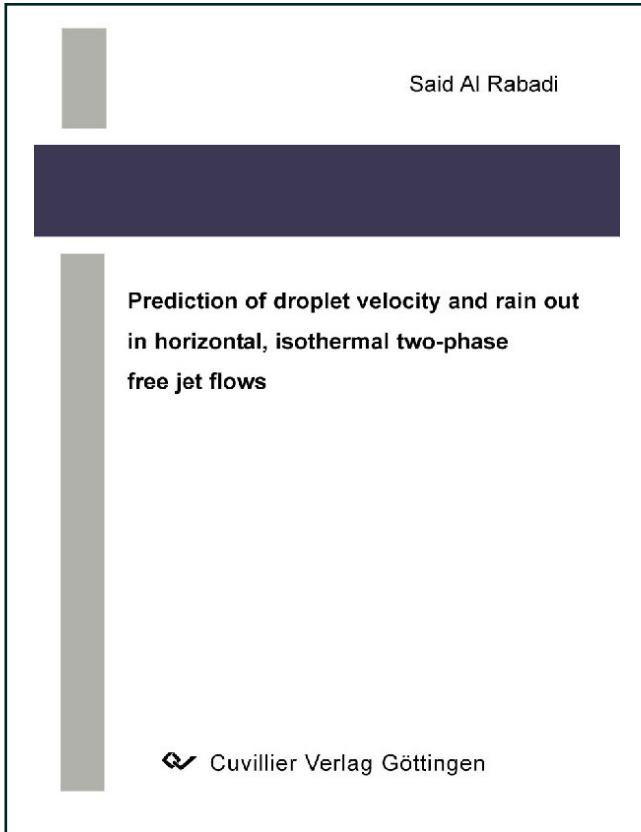 Said Al Rabadi
Prediction of droplet velocity and rain out
in horizontal, isothermal two-phase
free jet flows
Cuvillier Verlag Göttingen